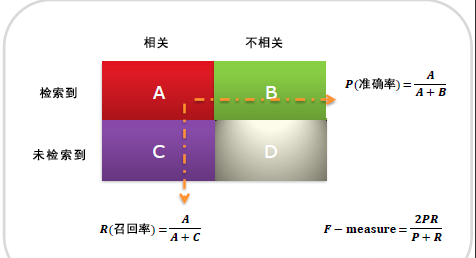 相关 不相关
检索到 A B P(准确率)=A/(A+B)
未检索到 C D
R(召回率)=A/(A+C) F－measure=2PR/(P+R)